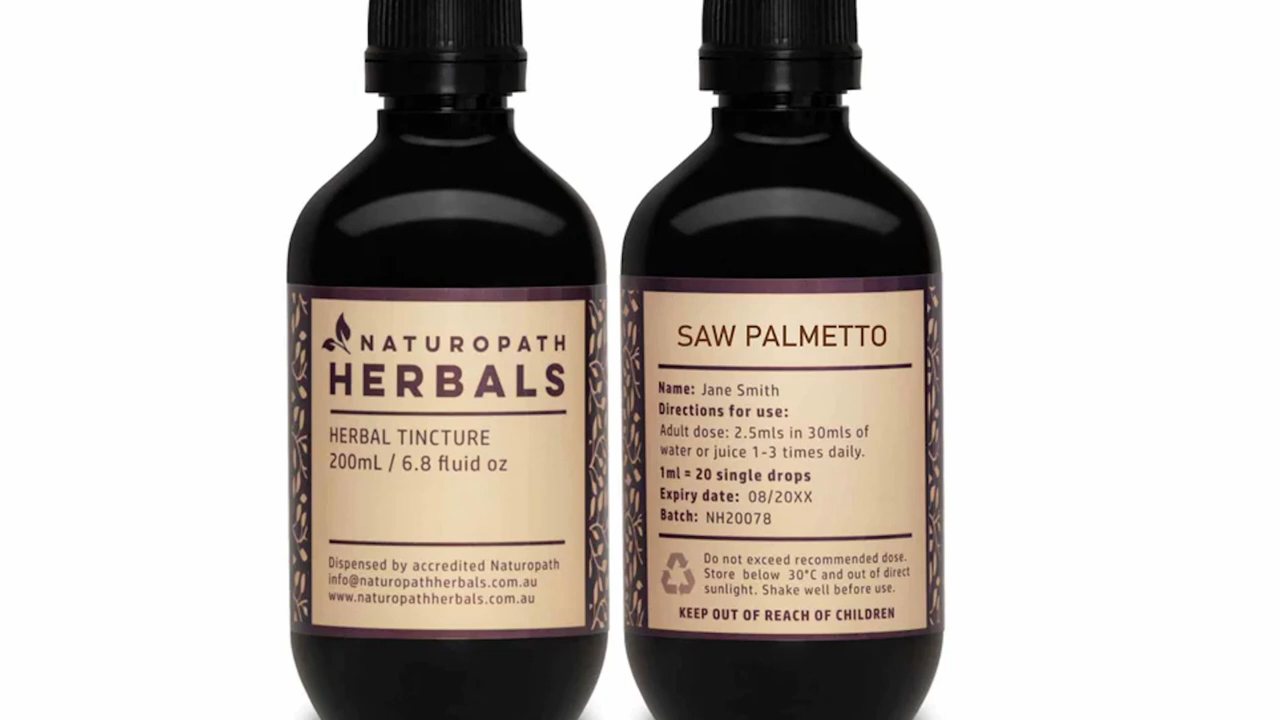 NATUROPATH
HERBALS
HERBAL TINCTURE
200mL / 6.8 fluid oz
Dispensed by accredited Naturopath
info@naturopathherbals.com.au
www.naturopathherbals.com.au
SAW PALMETTO
Name: Jane Smith
Directions for use:
Adult dose: 2.5mls in 30mls of
water or juice 1-3 times daily.
1ml = 20 single drops
Expiry date: 08/20XX
Batch: NH20078
Do not exceed recommended dose.
Store below 30°C and out of direct
sunlight. Shake well before use.
KEEP OUT OF REACH OF CHILDREN